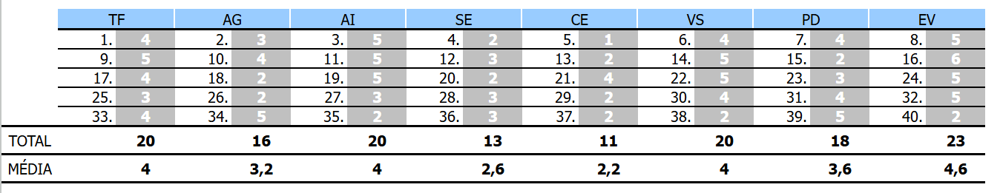 TF AG AI SE CE VS PD EV
1. 4 2. 3 3. 5 4. 2 5. 1 6. 4 7. 4 8. 5
9. 5 10. 4 11. 5 12. 3 13. 2 14. 5 15. 2 16. 6
17. 4 18. 2 19. 5 20. 2 21. 4 22. 5 23. 3 24. 5
25. 3 26. 2 27. 3 28. 3 29. 2 30. 4 31. 4 32. 5
33. 4 34. 5 35. 2 36. 3 37. 2 38. 2 39. 5 40. 2
TOTAL 20 16 20 13 11 20 18 23
MÉDIA 4 3,2 4 2,6 2,2 4 3,6 4,6